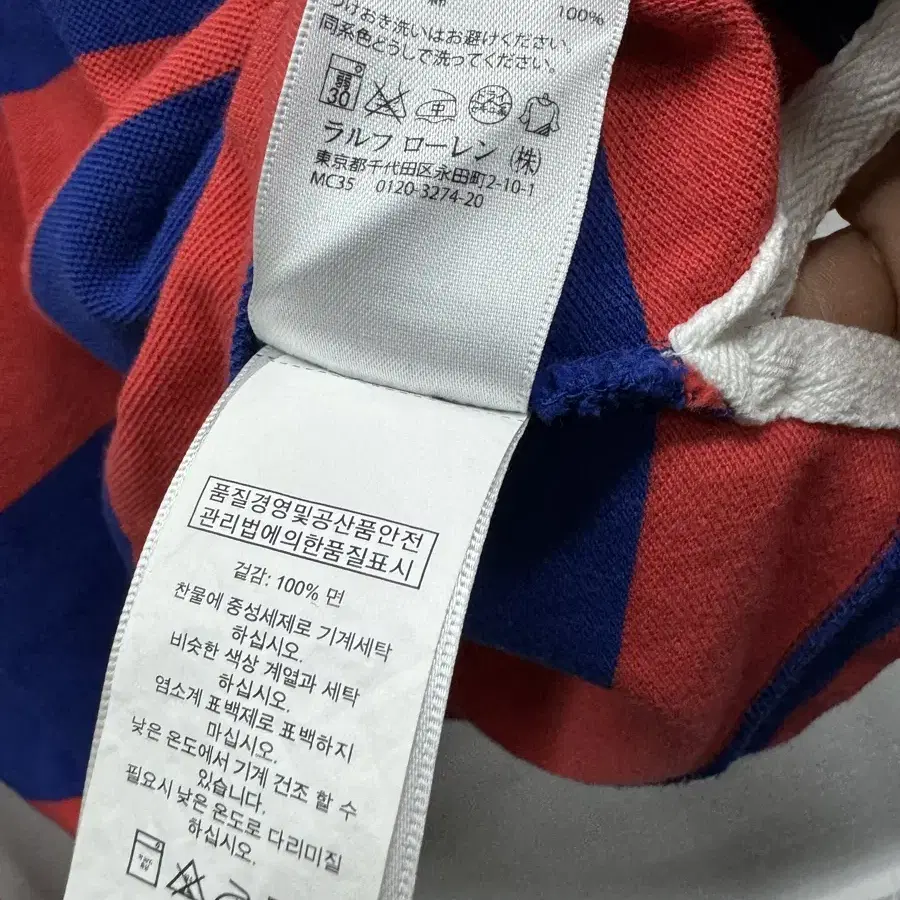 綿 100%
つけおき洗いはお避けください.
同系色どうしで洗ってください.
弱
30
中
ラルフ ローレン (株)
東京都千代田区永田町2-10-1
MC35 0120-3274-20
품질경영및공산품안전
관리법에의한품질표시
겉감: 100% 면
찬물에 중성세제로 기계세탁
하십시오.
비슷한 색상 계열과 세탁
하십시오.
염소계 표백제로 표백하지
마십시오.
낮은 온도에서 기계 건조 할 수
있습니다.
필요시 낮은 온도로 다리미질
하십시오.